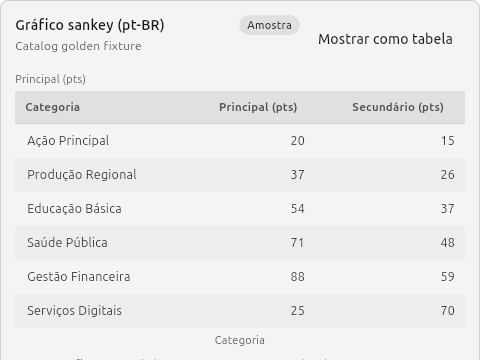 Gráfico sankey (pt-BR)
Amostra
Mostrar como tabela
Catalog golden fixture
Principal (pts)
Categoria Principal (pts) Secundário (pts)
Ação Principal 20 15
Produção Regional 37 26
Educação Básica 54 37
Saúde Pública 71 48
Gestão Financeira 88 59
Serviços Digitais 25 70
Categoria